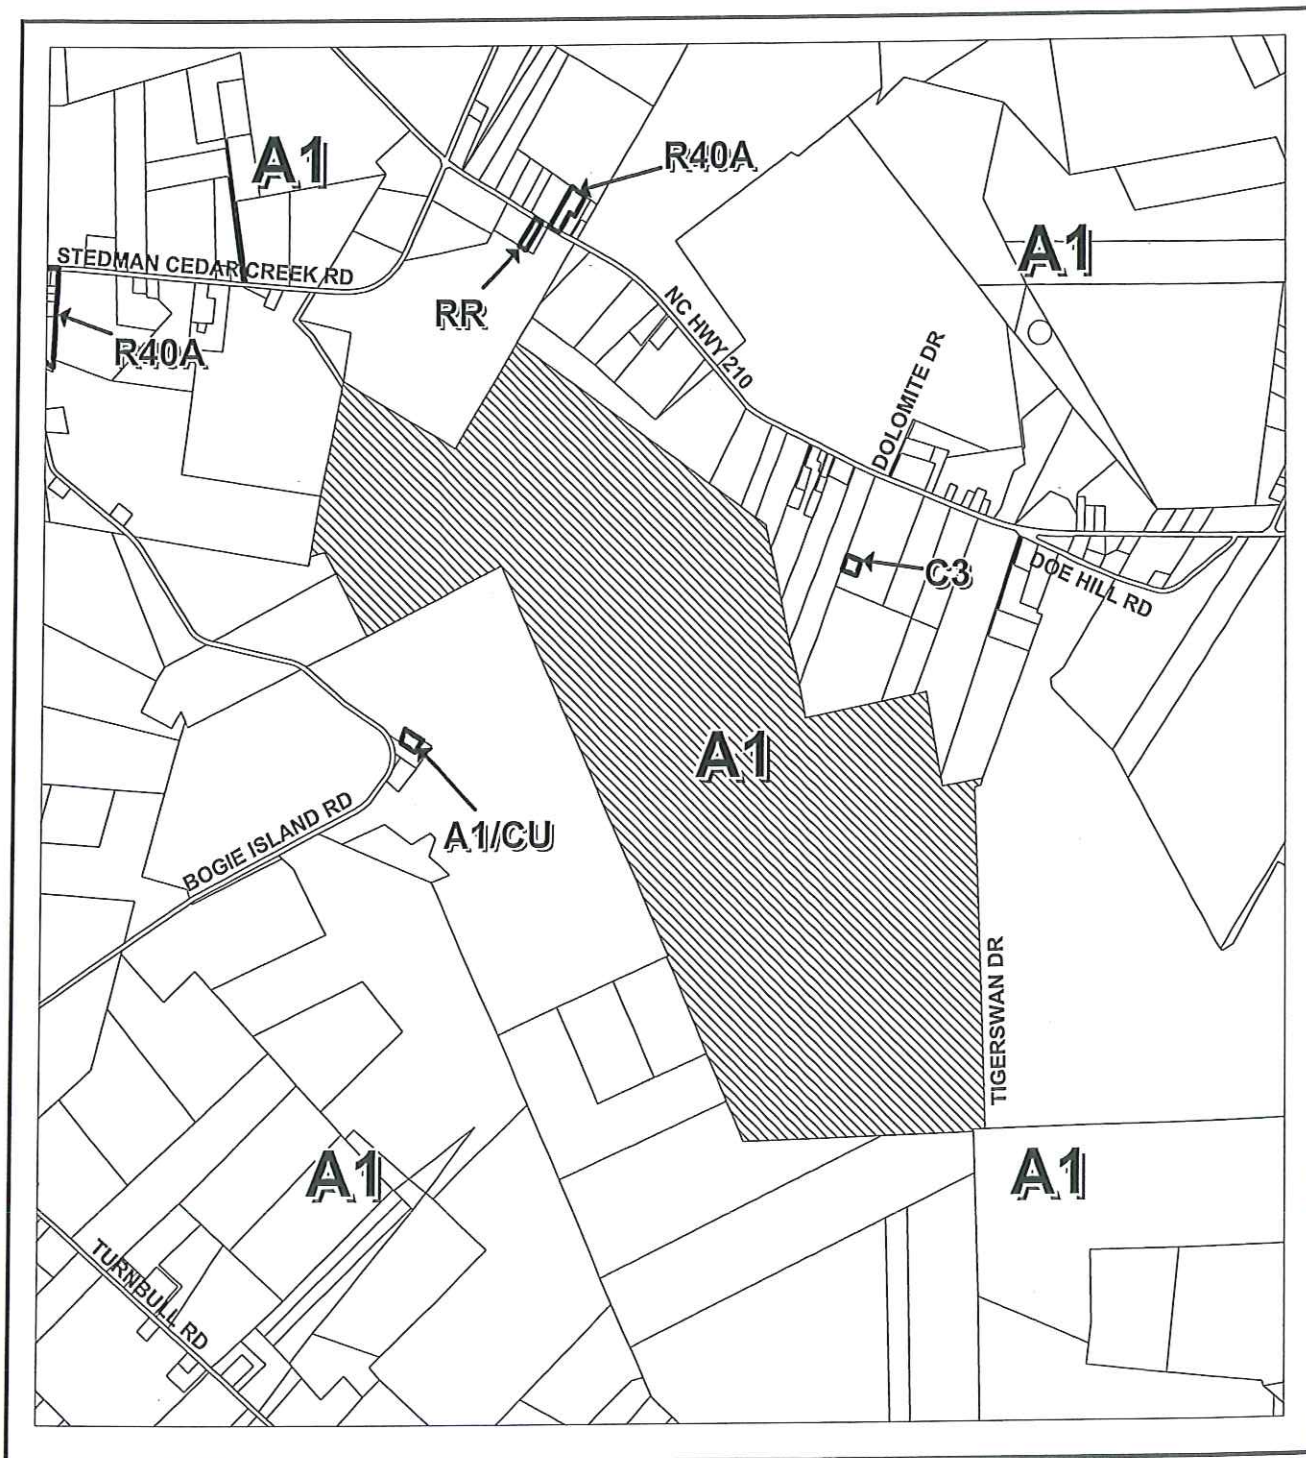 A1
R40A
A1
STEDMAN CEDAR CREEK RD
RR
NC HWY 210
R40A
DOLOMITE DR
C3
DOE HILL RD
A1
A1/CU
BOGIE ISLAND RD
TIGERSWAN DR
A1
A1
TURNBULL RD